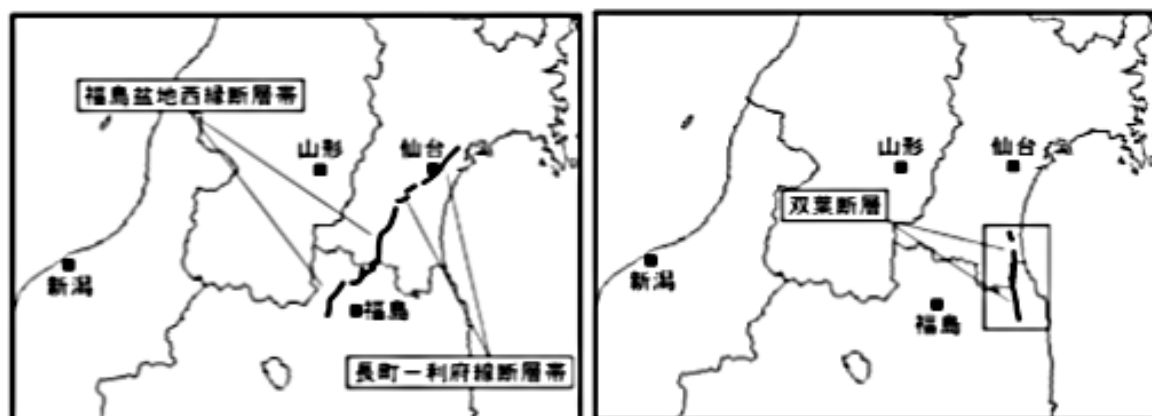 福島盆地西縁断層帯
山形
仙台
新潟
福島
長町-利府線断層帯
山形
仙台
双葉断層
新潟
福島